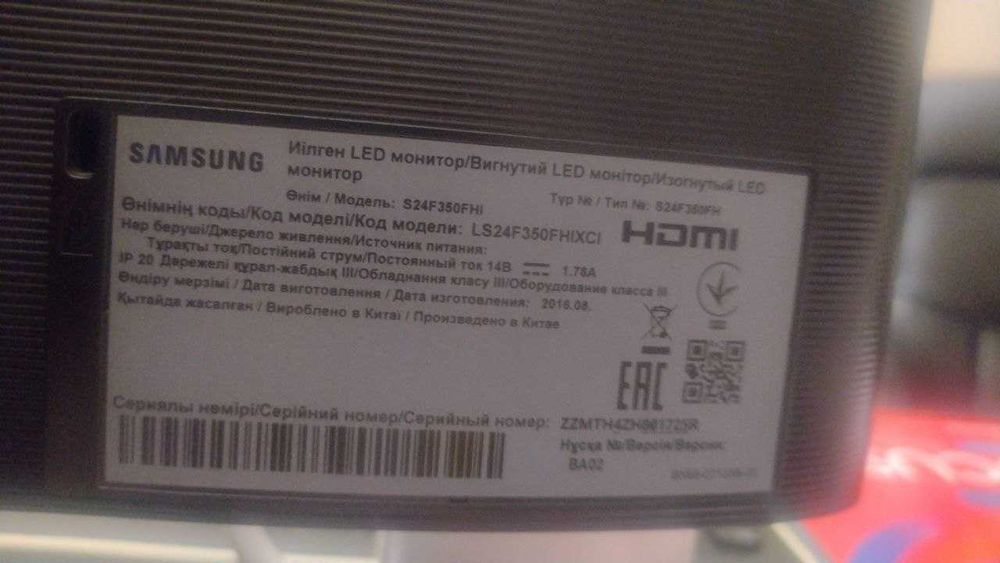 SAMSUNG
Иілген LED монитор/Вигнутий LED монітор/Изогнутый LED
монитор
Өнім / Модель: S24F350FHI
Тур № / Тип №: S24F350FH
Өнімнің коды/Код моделі/Код модели: LS24F350FHIXCI
HDMI
Нәр беруші/Джерело живлення/Источник питания:
Тұрақты тоқ/Постійний струм/Постоянный ток 14В 1.78A
IP 20 Дәрежелі құрал-жабдық III/Обладнання класу III/Оборудование класса III
Өндіру мерзімі / Дата виготовлення / Дата изготовления: 2016.08.
Қытайда жасалған / Вироблено в Китаї / Произведено в Китае
EAC
Сериялы нөмірі/Серійний номер/Серийный номер:
Нұсқа №/Версія/Версия:
BA02